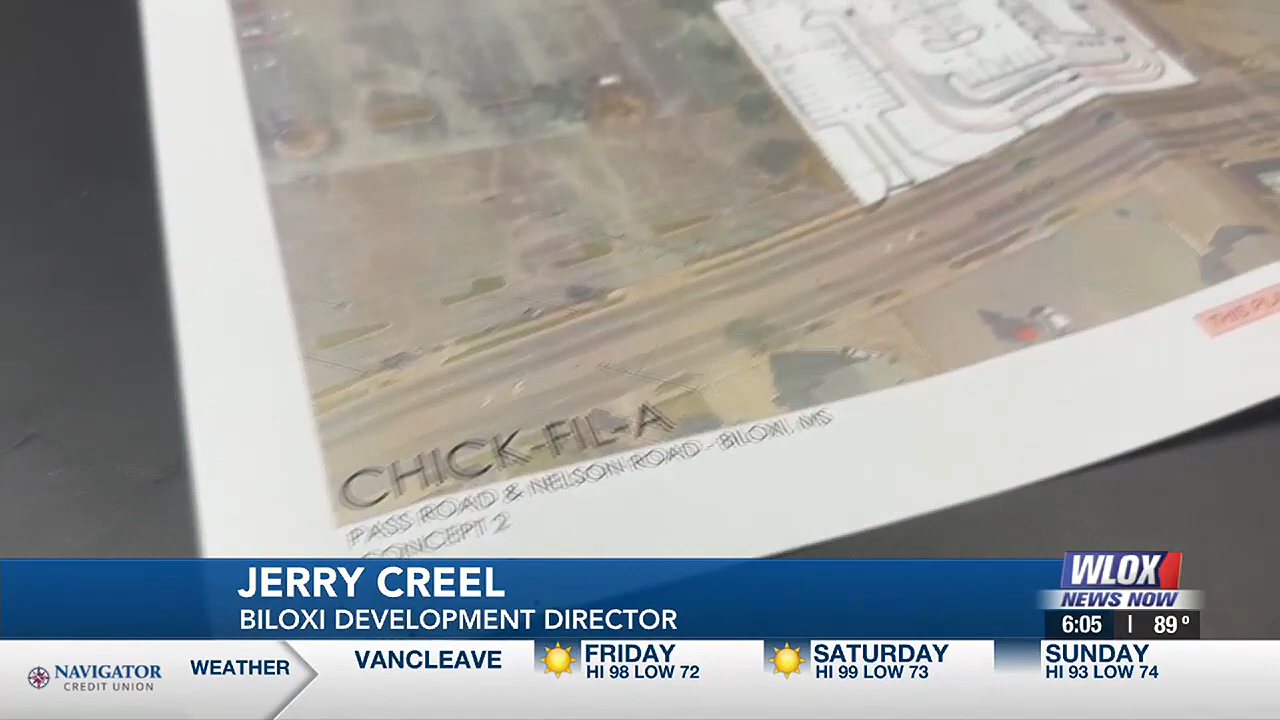 CHICK-FIL-A
PASS ROAD & NELSON ROAD - BILOXI, MS
CONCEPT 2
THIS PLA
JERRY CREEL
BILOXI DEVELOPMENT DIRECTOR
WLOX
NEWS NOW
6:05 | 89°
NAVIGATOR
CREDIT UNION
WEATHER
VANCLEAVE
FRIDAY
HI 98 LOW 72
SATURDAY
HI 99 LOW 73
SUNDAY
HI 93 LOW 74